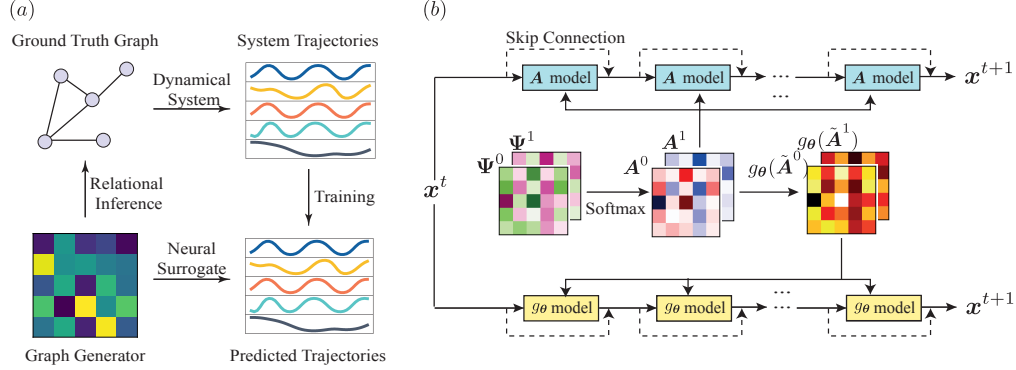 (a)
Ground Truth Graph
System Trajectories
Dynamical
System
Relational
Inference
Training
Neural
Surrogate
Graph Generator
Predicted Trajectories
(b)
Skip Connection
A model
A model
...
...
A model
x^{t+1}
x^t
Ψ^0
Ψ^1
Softmax
A^0
A^1
g_θ(Ã^0)
g_θ(Ã^1)
g_θ model
g_θ model
...
...
g_θ model
x^{t+1}